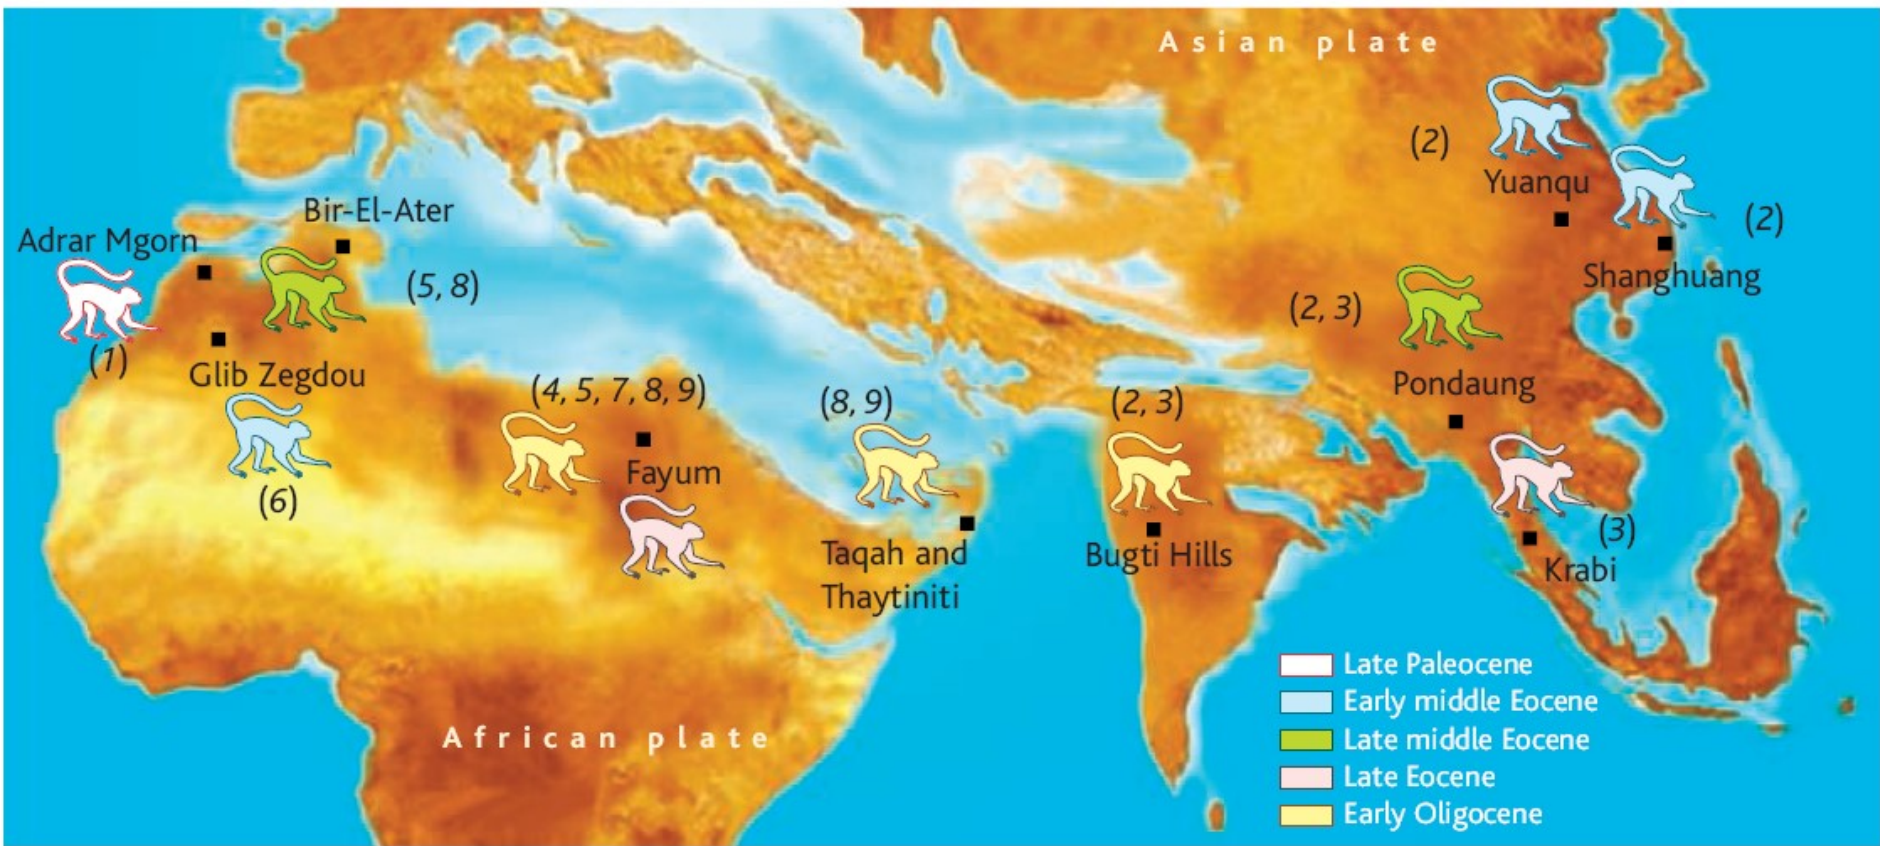 Asian plate
(2)
Yuanqu
(2)
Shanghuang
Bir-El-Ater
Adrar Mgorn
(5, 8)
(2, 3)
(1)
Glib Zegdou
(6)
(4, 5, 7, 8, 9)
Fayum
(8, 9)
Taqah and
Thaytiniti
(2, 3)
Bugti Hills
Pondaung
(3)
Krabi
African plate
Late Paleocene
Early middle Eocene
Late middle Eocene
Late Eocene
Early Oligocene